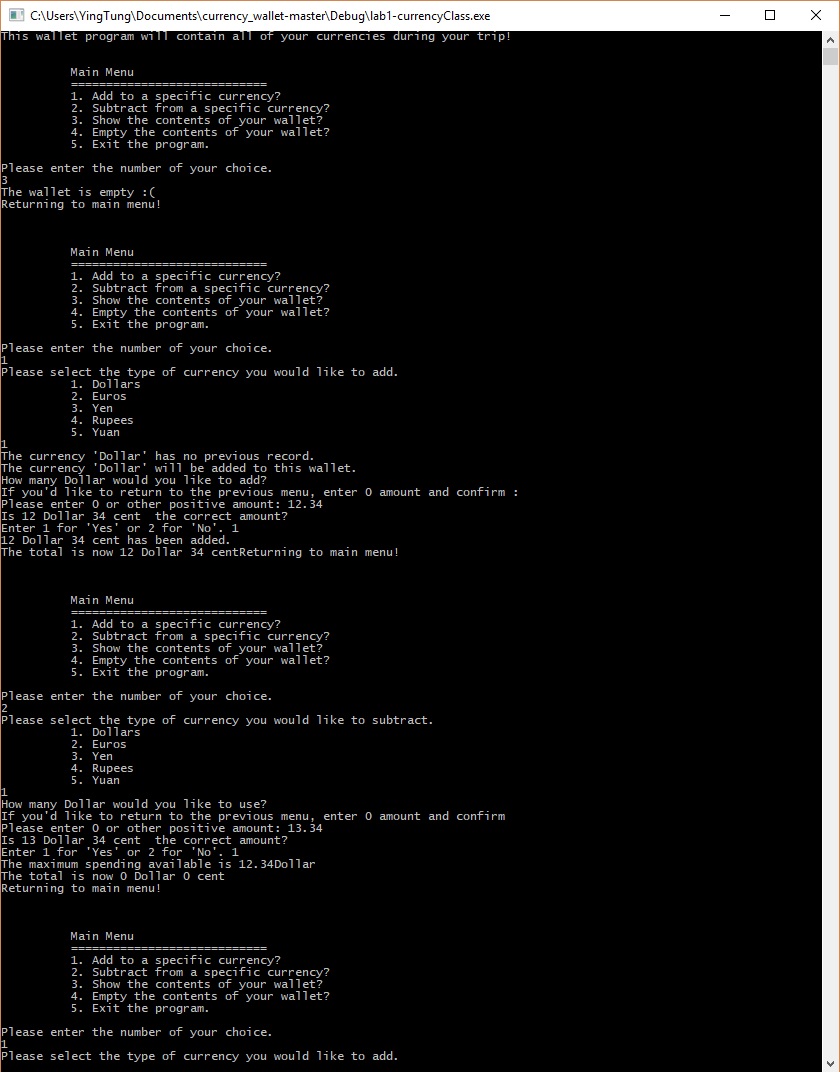 C:\Users\YingTung\Documents\currency_wallet-master\Debug\lab1-currencyClass.exe
This wallet program will contain all of your currencies during your trip!
Main Menu
============================
1. Add to a specific currency?
2. Subtract from a specific currency?
3. Show the contents of your wallet?
4. Empty the contents of your wallet?
5. Exit the program.
Please enter the number of your choice.
3
The wallet is empty :(
Returning to main menu!
Main Menu
============================
1. Add to a specific currency?
2. Subtract from a specific currency?
3. Show the contents of your wallet?
4. Empty the contents of your wallet?
5. Exit the program.
Please enter the number of your choice.
1
Please select the type of currency you would like to add.
1. Dollars
2. Euros
3. Yen
4. Rupees
5. Yuan
1
The currency 'Dollar' has no previous record.
The currency 'Dollar' will be added to this wallet.
How many Dollar would you like to add?
If you'd like to return to the previous menu, enter 0 amount and confirm :
Please enter 0 or other positive amount: 12.34
Is 12 Dollar 34 cent  the correct amount?
Enter 1 for 'Yes' or 2 for 'No'. 1
12 Dollar 34 cent has been added.
The total is now 12 Dollar 34 centReturning to main menu!
Main Menu
============================
1. Add to a specific currency?
2. Subtract from a specific currency?
3. Show the contents of your wallet?
4. Empty the contents of your wallet?
5. Exit the program.
Please enter the number of your choice.
2
Please select the type of currency you would like to subtract.
1. Dollars
2. Euros
3. Yen
4. Rupees
5. Yuan
1
How many Dollar would you like to use?
If you'd like to return to the previous menu, enter 0 amount and confirm
Please enter 0 or other positive amount: 13.34
Is 13 Dollar 34 cent  the correct amount?
Enter 1 for 'Yes' or 2 for 'No'. 1
The maximum spending available is 12.34Dollar
The total is now 0 Dollar 0 cent
Returning to main menu!
Main Menu
============================
1. Add to a specific currency?
2. Subtract from a specific currency?
3. Show the contents of your wallet?
4. Empty the contents of your wallet?
5. Exit the program.
Please enter the number of your choice.
1
Please select the type of currency you would like to add.